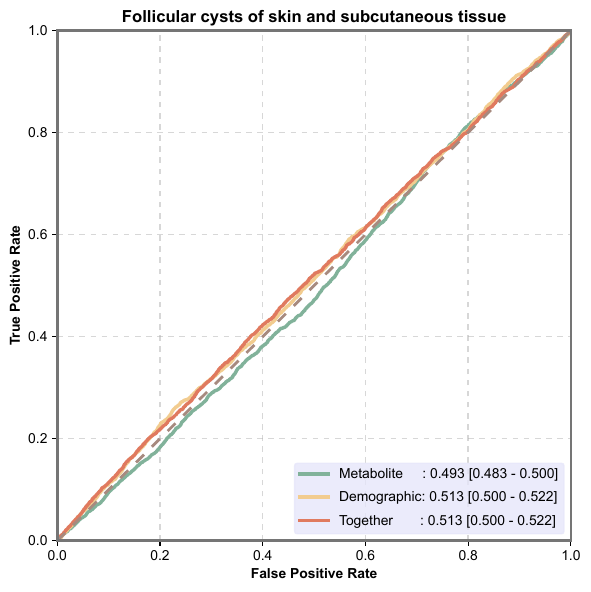 Follicular cysts of skin and subcutaneous tissue
True Positive Rate
1.0
0.8
0.6
0.4
0.2
0.0
Metabolite : 0.493 [0.483 - 0.500]
Demographic: 0.513 [0.500 - 0.522]
Together : 0.513 [0.500 - 0.522]
0.0 0.2 0.4 0.6 0.8 1.0
False Positive Rate